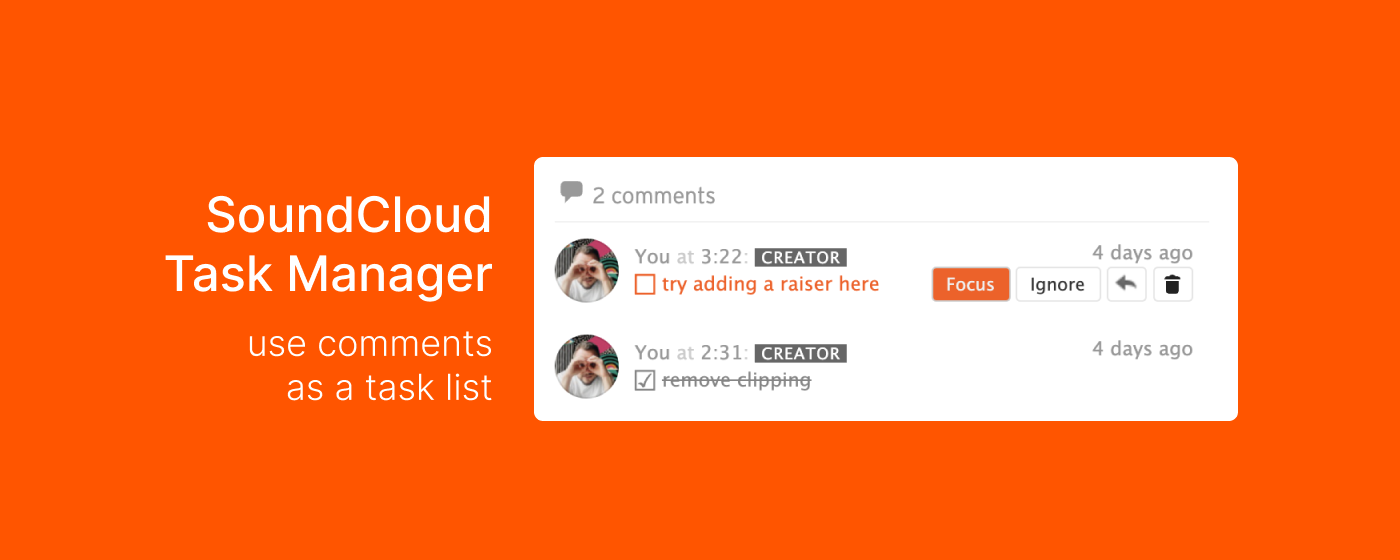 SoundCloud
Task Manager
use comments
as a task list
2 comments
You at 3:22: CREATOR
4 days ago
try adding a raiser here
Focus
Ignore
You at 2:31: CREATOR
4 days ago
remove clipping